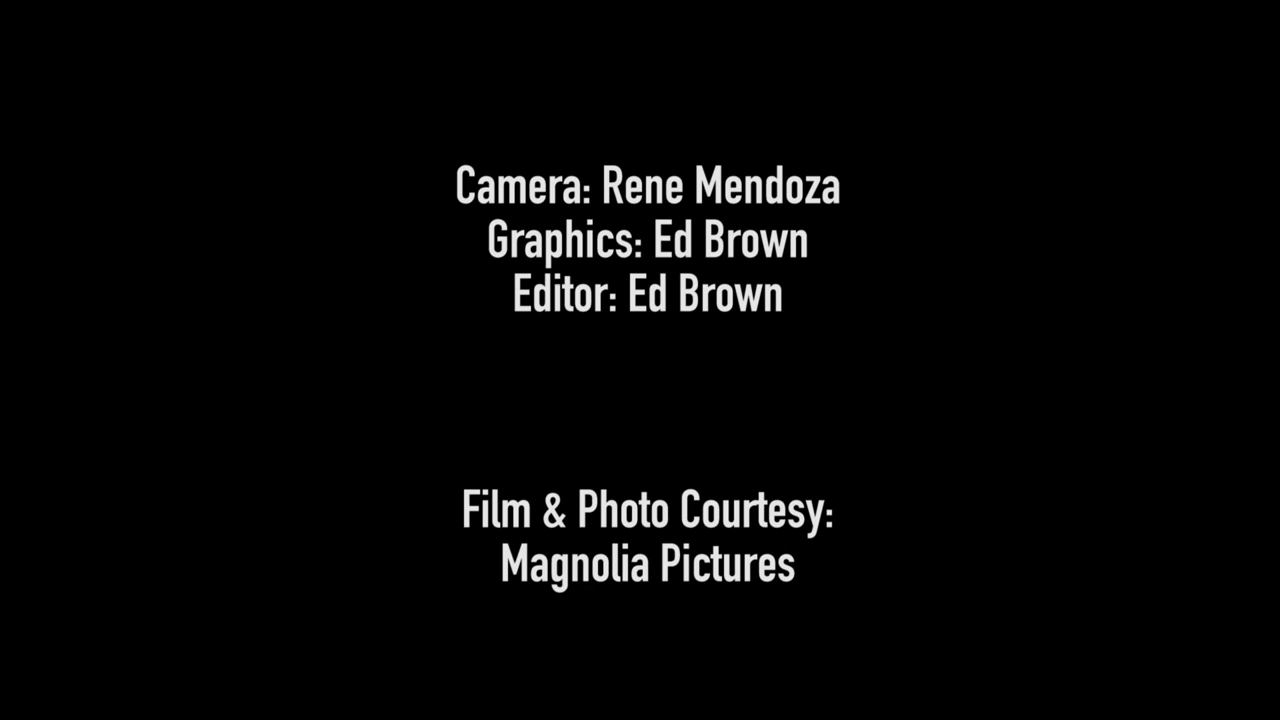 Camera: Rene Mendoza
Graphics: Ed Brown
Editor: Ed Brown
Film & Photo Courtesy:
Magnolia Pictures